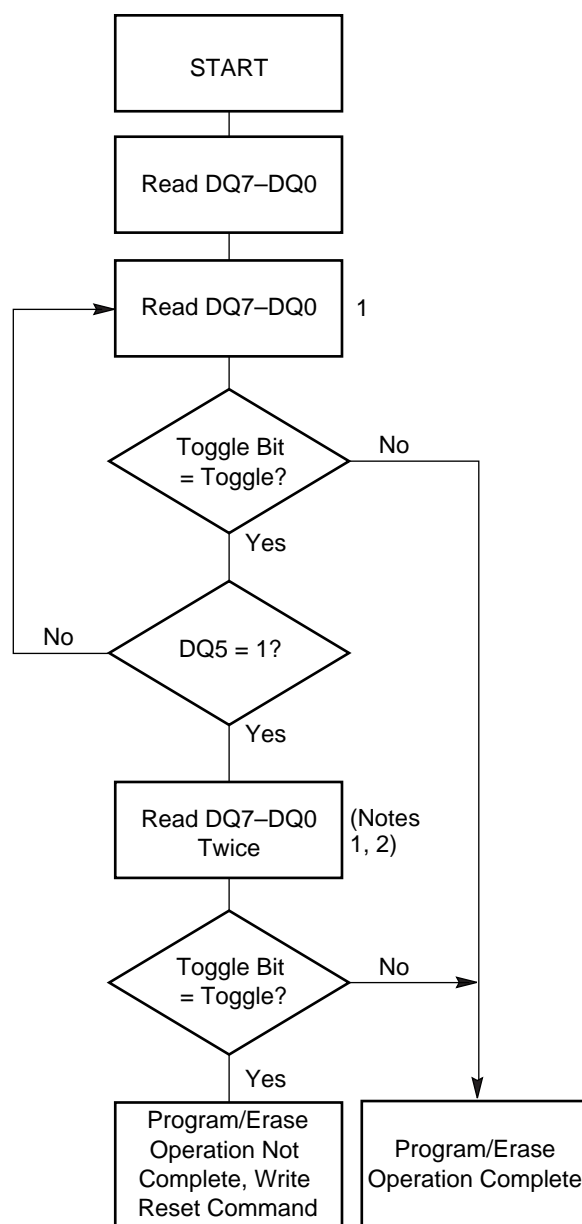 START
Read DQ7–DQ0
Read DQ7–DQ0
1
Toggle Bit
= Toggle?
No
Yes
No
DQ5 = 1?
Yes
Read DQ7–DQ0
Twice
(Notes
1, 2)
Toggle Bit
= Toggle?
No
Yes
Program/Erase
Operation Not
Complete, Write
Reset Command
Program/Erase
Operation Complete